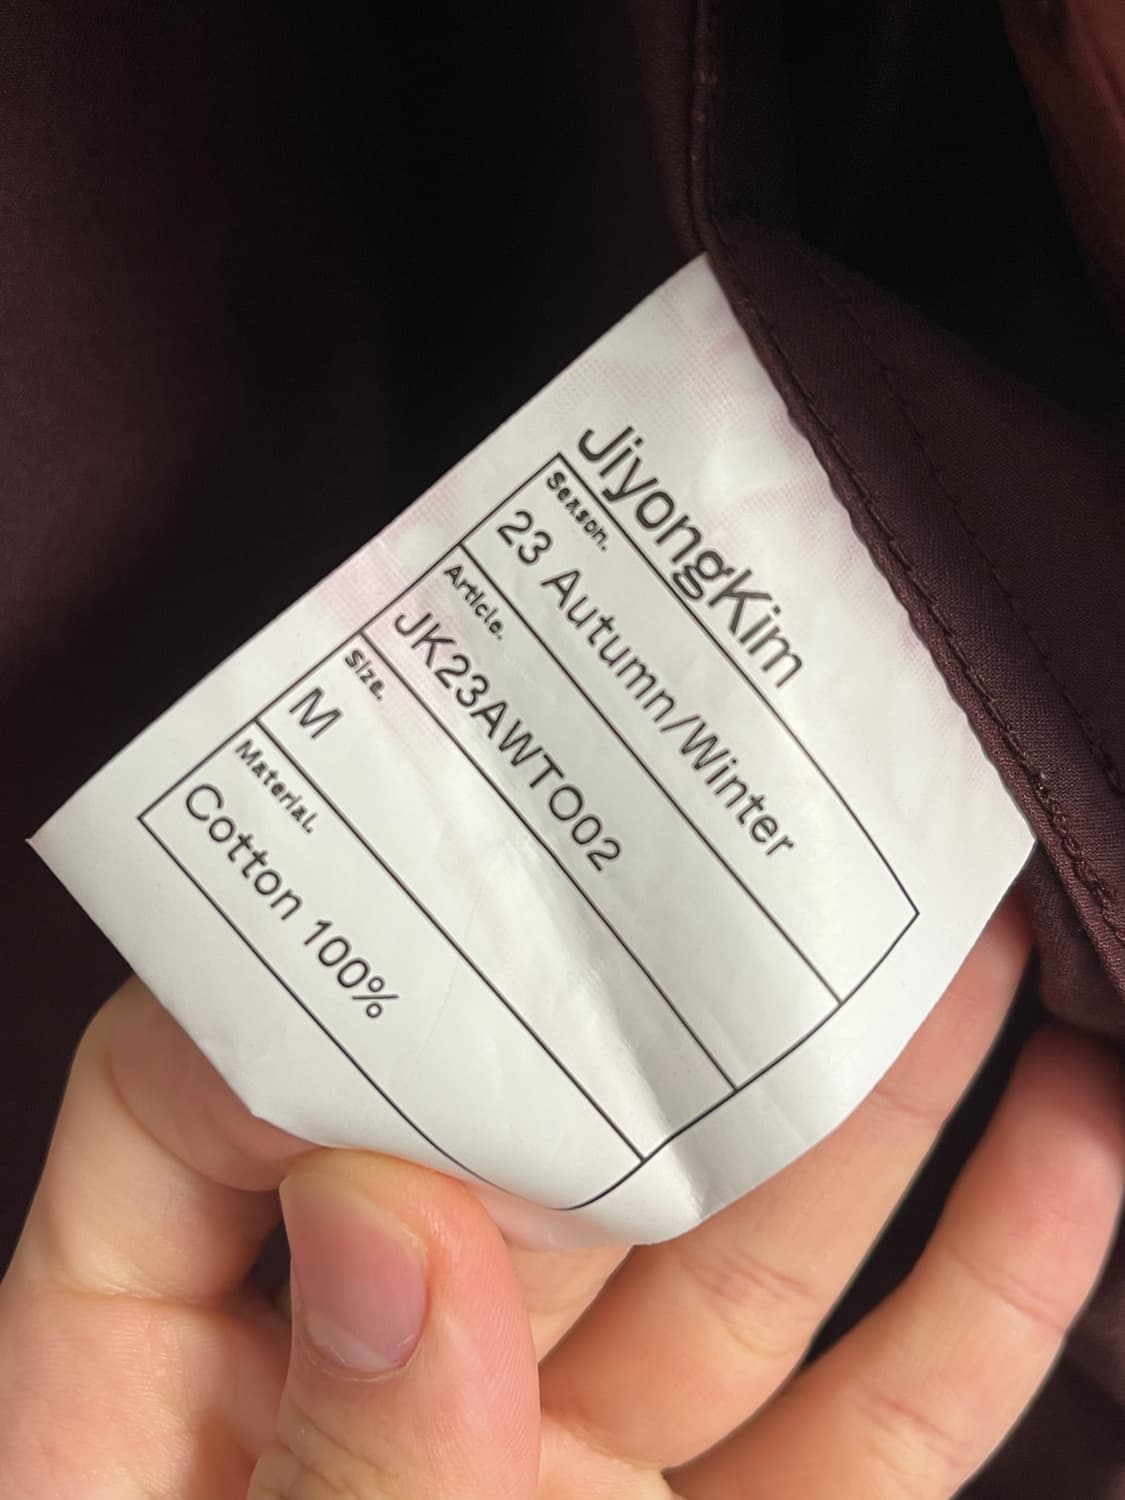 JiyongKim
Season.
23 Autumn/Winter
Article.
JK23AWTO02
Size.
M
Material.
Cotton 100%